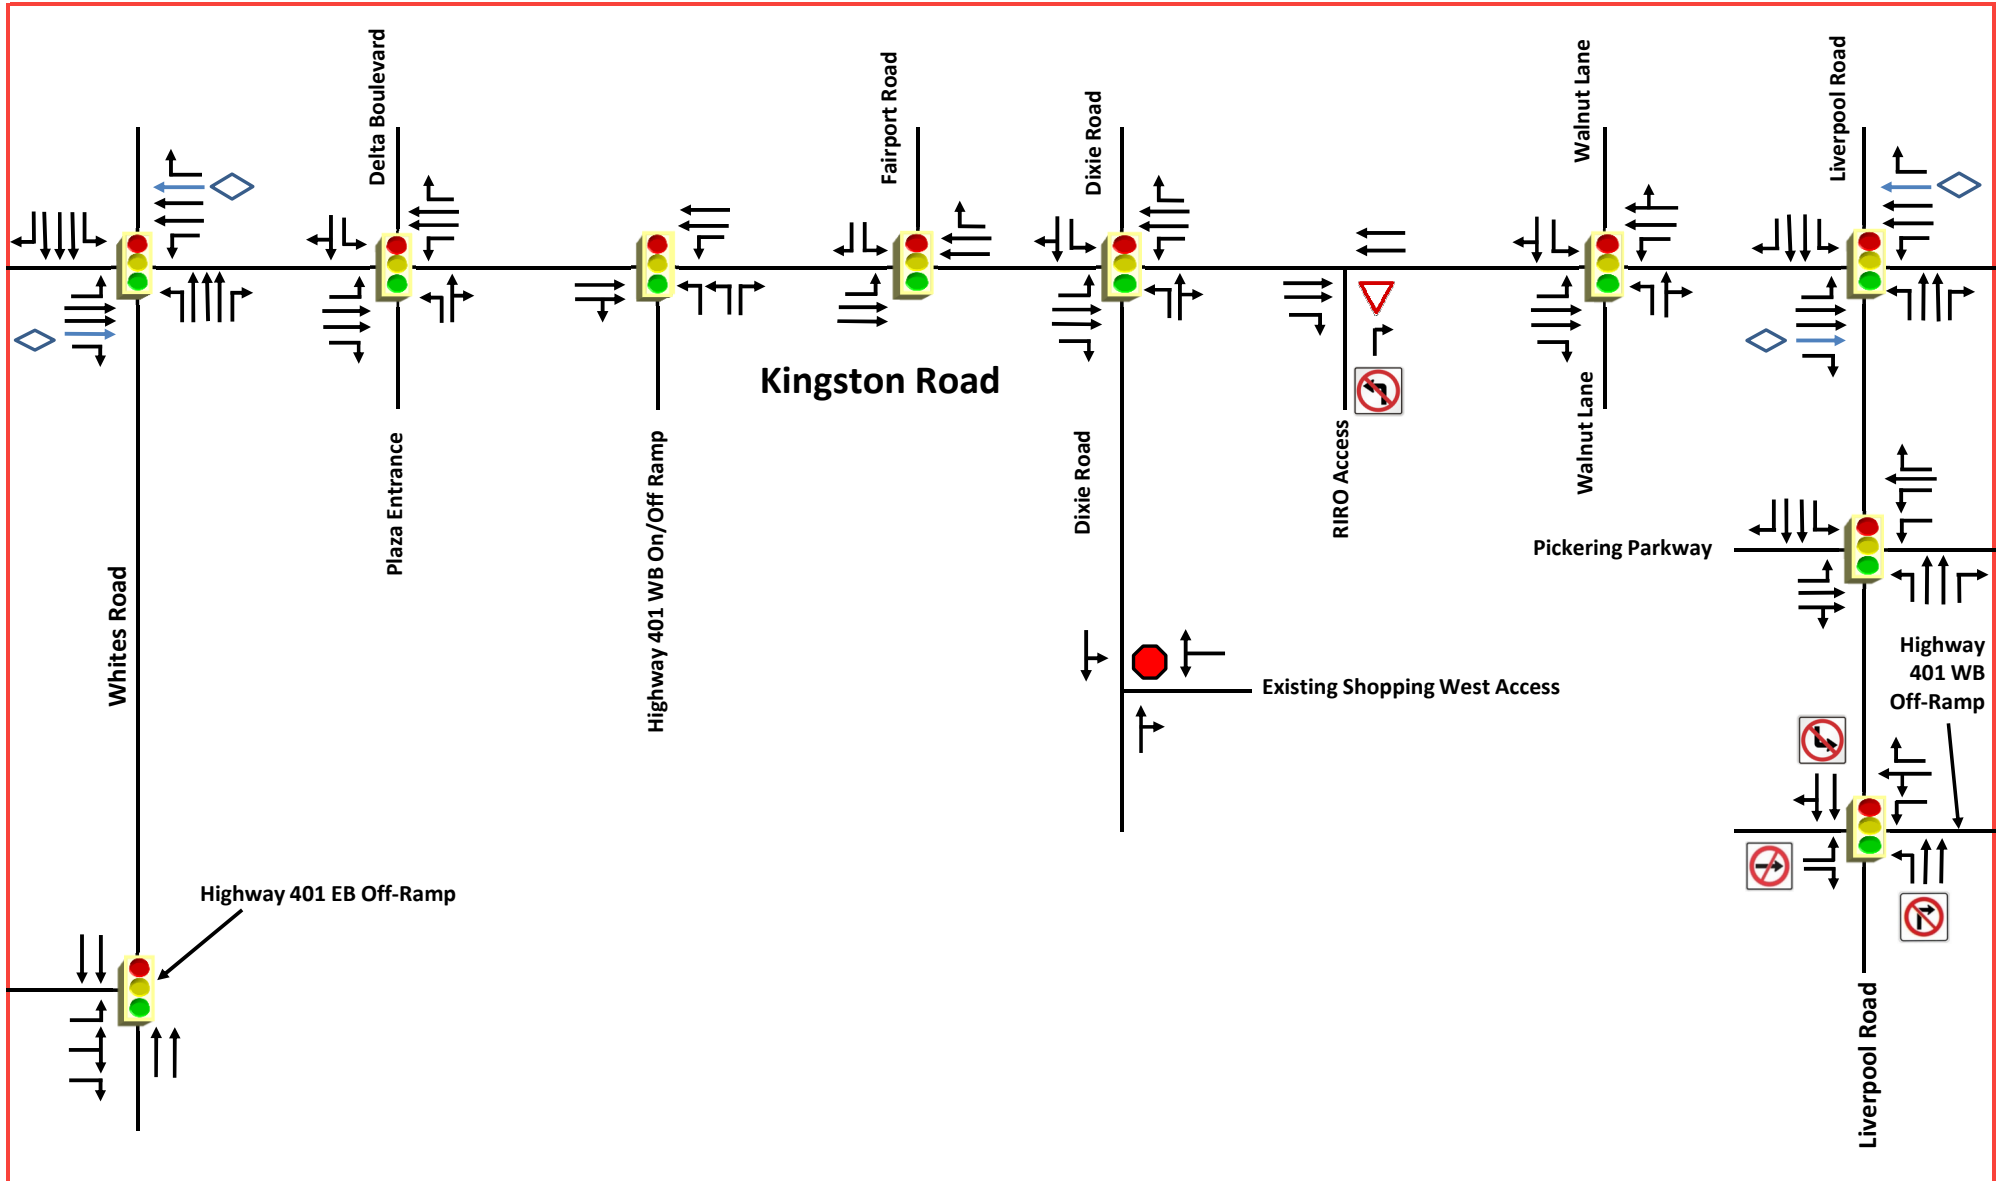 Delta Boulevard
Fairport Road
Dixie Road
Walnut Lane
Liverpool Road
Kingston Road
Plaza Entrance
Highway 401 WB On/Off Ramp
Dixie Road
RIRO Access
Walnut Lane
Pickering Parkway
Whites Road
Highway
401 WB
Off-Ramp
Existing Shopping West Access
Highway 401 EB Off-Ramp
Liverpool Road